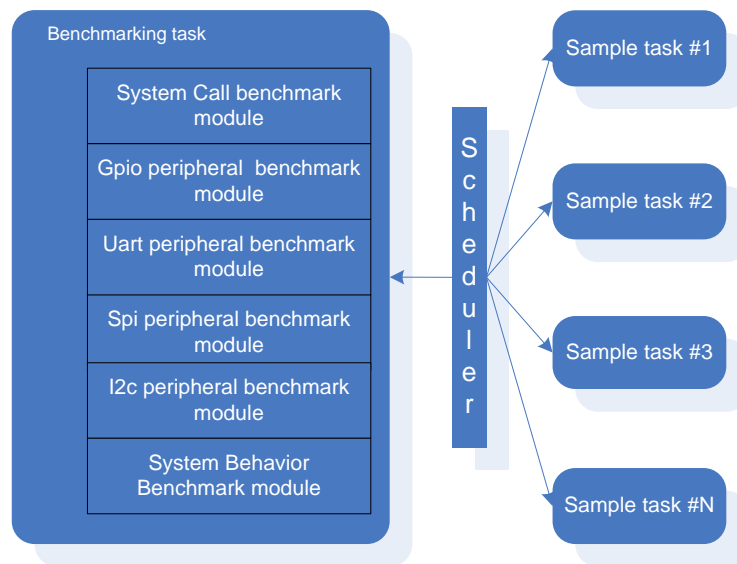 Benchmarking task
System Call benchmark
module
Gpio peripheral benchmark
module
Uart peripheral benchmark
module
Spi peripheral benchmark
module
I2c peripheral benchmark
module
System Behavior
Benchmark module
Scheduler
Sample task #1
Sample task #2
Sample task #3
Sample task #N